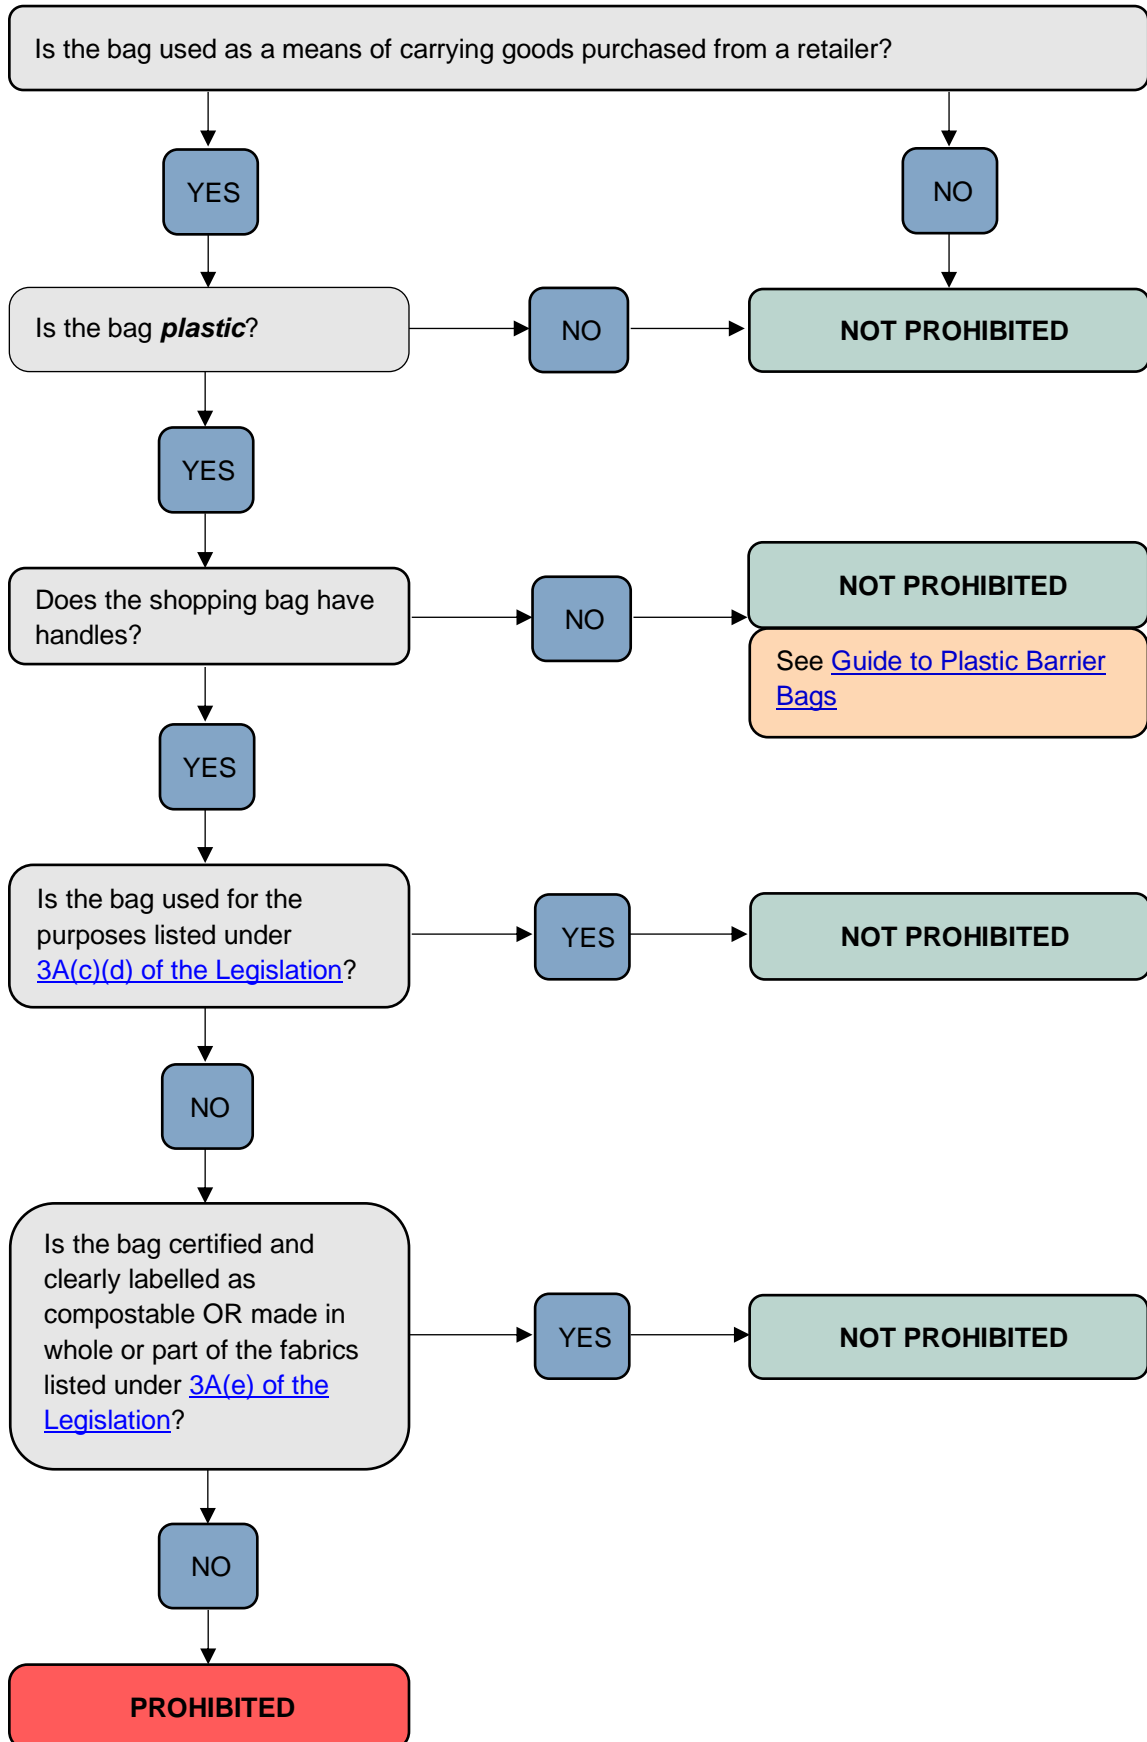 Is the bag used as a means of carrying goods purchased from a retailer?
YES
NO
Is the bag plastic?
NO
NOT PROHIBITED
YES
Does the shopping bag have
handles?
NO
NOT PROHIBITED
See Guide to Plastic Barrier
Bags
YES
Is the bag used for the
purposes listed under
3A(c)(d) of the Legislation?
YES
NOT PROHIBITED
NO
Is the bag certified and
clearly labelled as
compostable OR made in
whole or part of the fabrics
listed under 3A(e) of the
Legislation?
YES
NOT PROHIBITED
NO
PROHIBITED